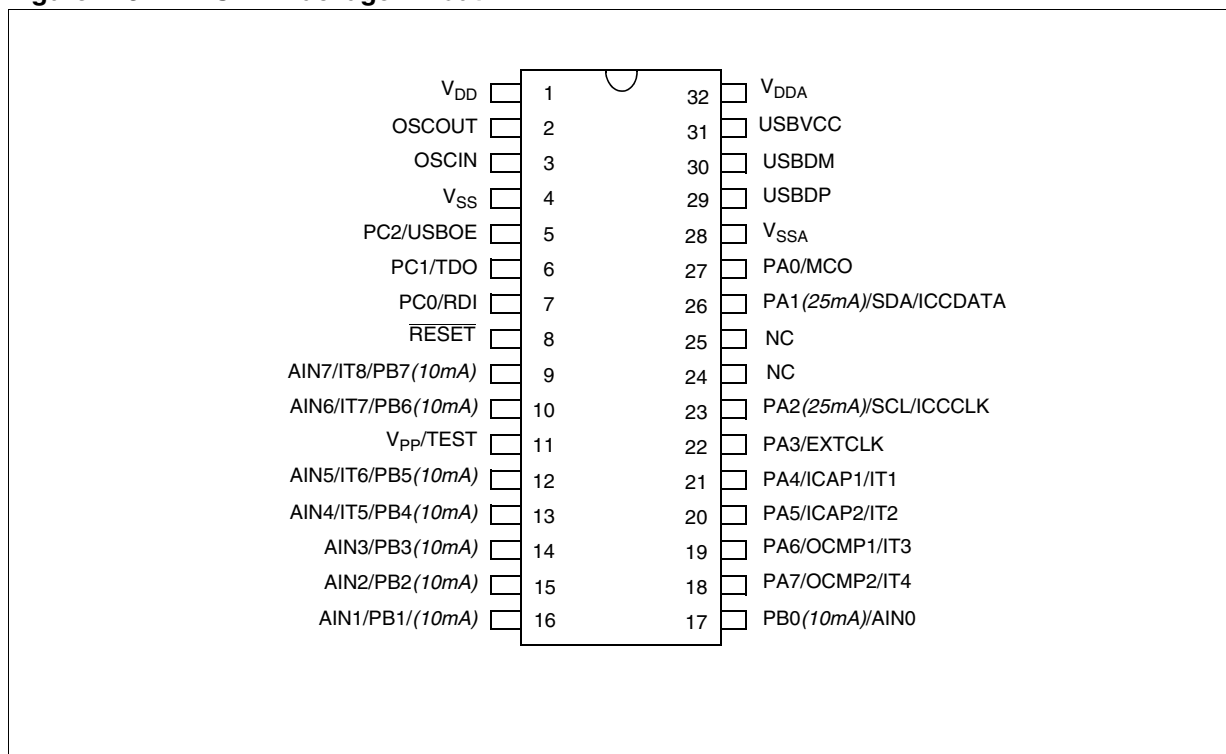 V_DD 1 32 V_DDA
OSCOUT 2 31 USBVCC
OSCIN 3 30 USBDM
V_SS 4 29 USBDP
PC2/USBOE 5 28 V_SSA
PC1/TDO 6 27 PA0/MCO
PC0/RDI 7 26 PA1(25mA)/SDA/ICCDATA
RESET 8 25 NC
AIN7/IT8/PB7(10mA) 9 24 NC
AIN6/IT7/PB6(10mA) 10 23 PA2(25mA)/SCL/ICCCLK
V_PP/TEST 11 22 PA3/EXTCLK
AIN5/IT6/PB5(10mA) 12 21 PA4/ICAP1/IT1
AIN4/IT5/PB4(10mA) 13 20 PA5/ICAP2/IT2
AIN3/PB3(10mA) 14 19 PA6/OCMP1/IT3
AIN2/PB2(10mA) 15 18 PA7/OCMP2/IT4
AIN1/PB1/(10mA) 16 17 PB0(10mA)/AIN0